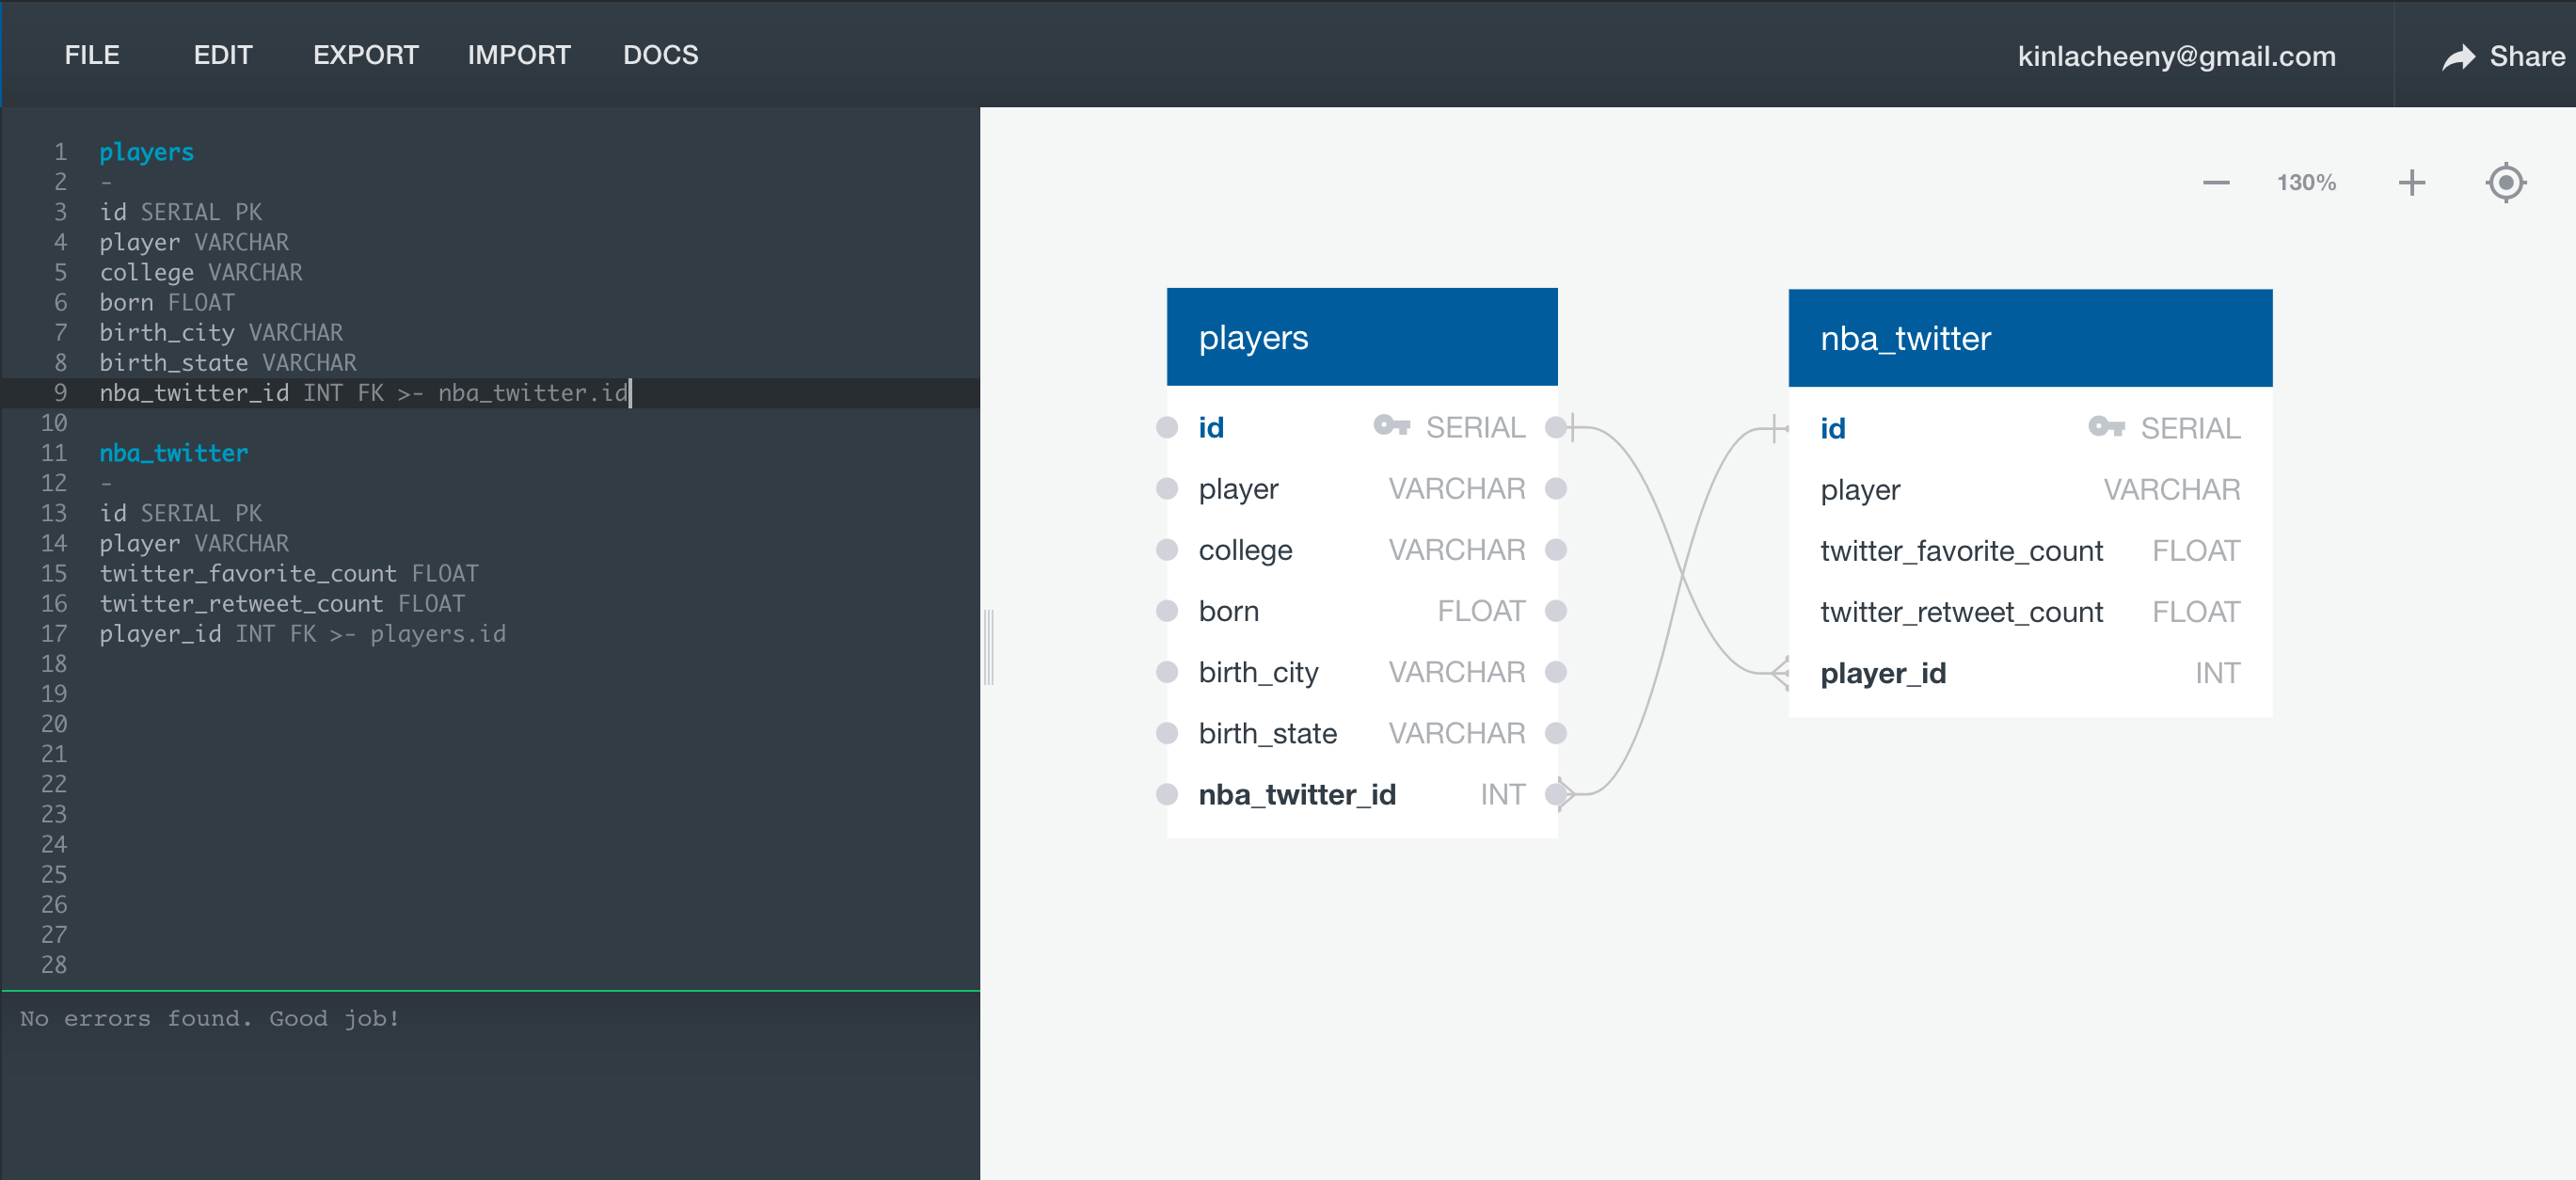 FILE EDIT EXPORT IMPORT DOCS kinlacheeny@gmail.com Share
1 players
2 -
3 id SERIAL PK
4 player VARCHAR
5 college VARCHAR
6 born FLOAT
7 birth_city VARCHAR
8 birth_state VARCHAR
9 nba_twitter_id INT FK >- nba_twitter.id
10
11 nba_twitter
12 -
13 id SERIAL PK
14 player VARCHAR
15 twitter_favorite_count FLOAT
16 twitter_retweet_count FLOAT
17 player_id INT FK >- players.id
18
19
20
21
22
23
24
25
26
27
28
No errors found. Good job!
130%
players
id SERIAL
player VARCHAR
college VARCHAR
born FLOAT
birth_city VARCHAR
birth_state VARCHAR
nba_twitter_id INT
nba_twitter
id SERIAL
player VARCHAR
twitter_favorite_count FLOAT
twitter_retweet_count FLOAT
player_id INT